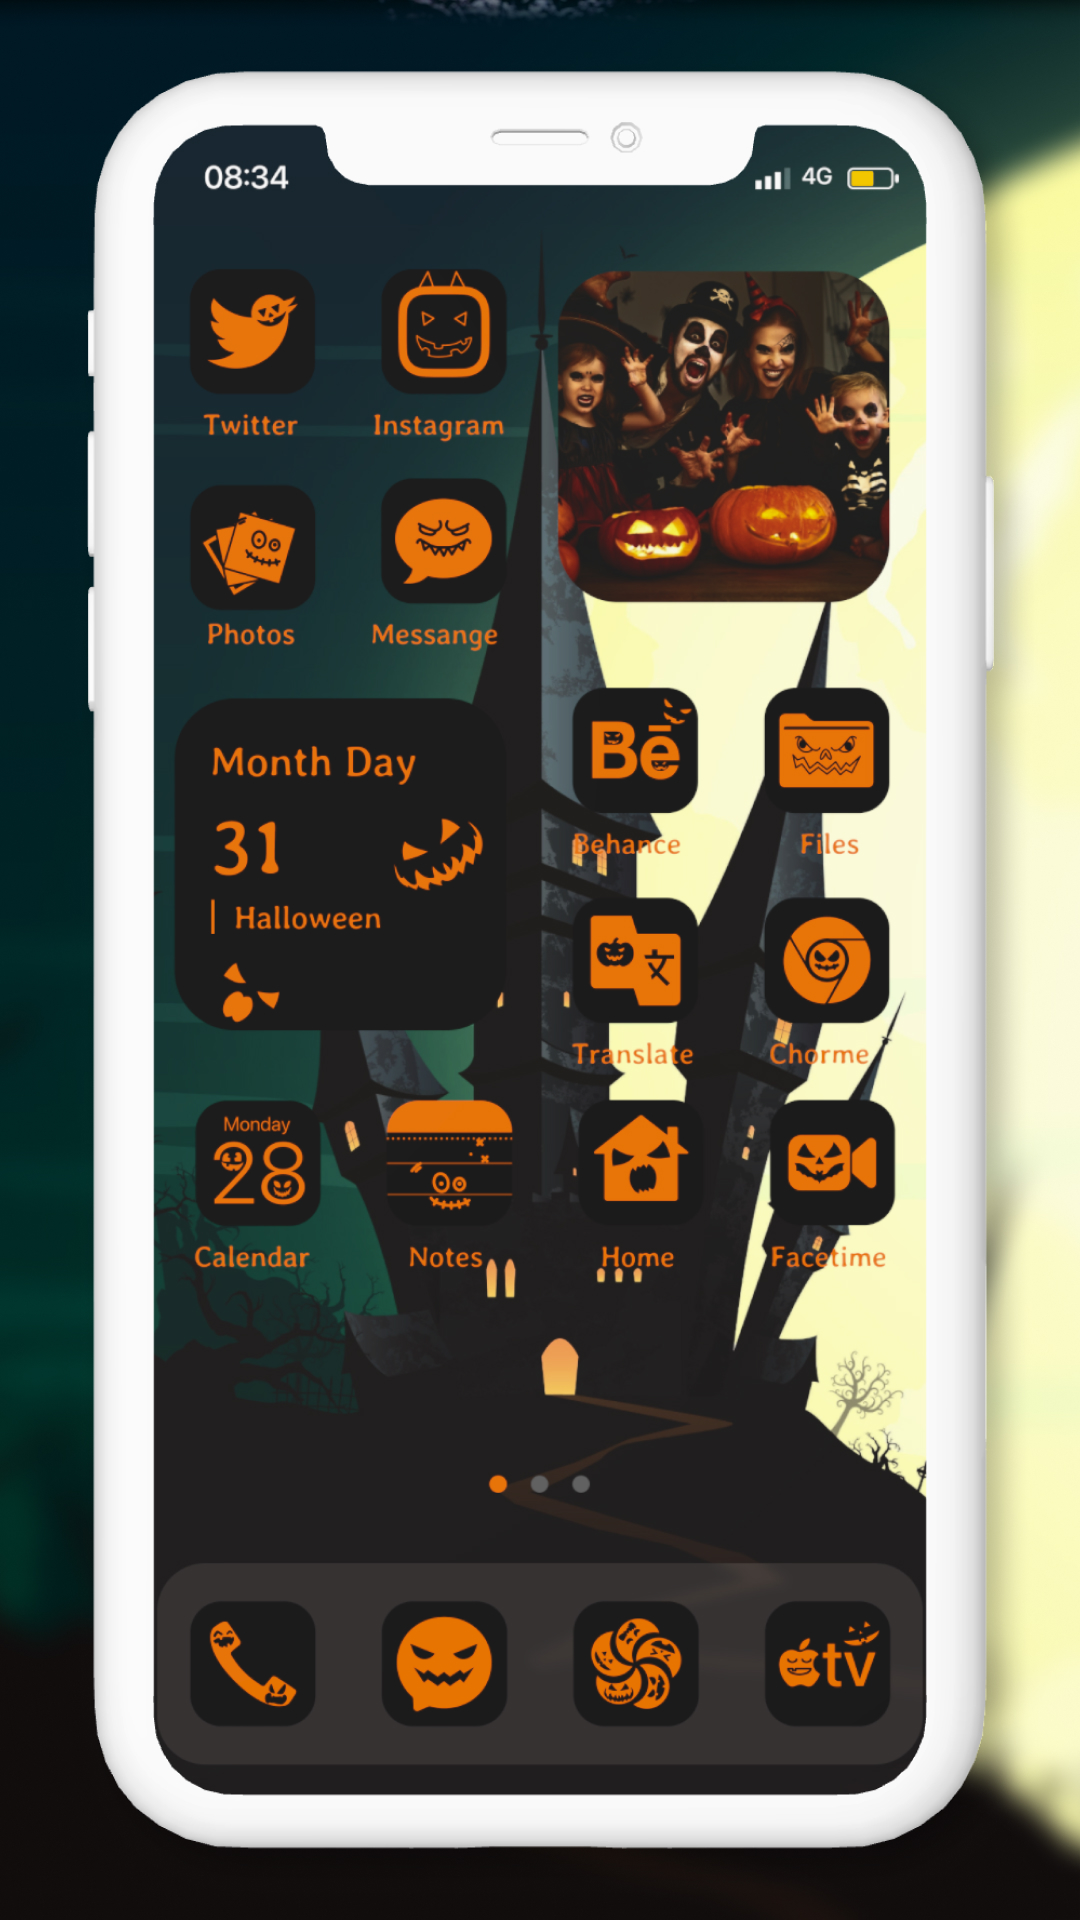 08:34
4G
Twitter
Instagram
Photos
Messange
Month Day
31
Halloween
Bē
Behance
Files
文
Translate
Chorme
Monday
28
Calendar
Notes
Home
Facetime
tv